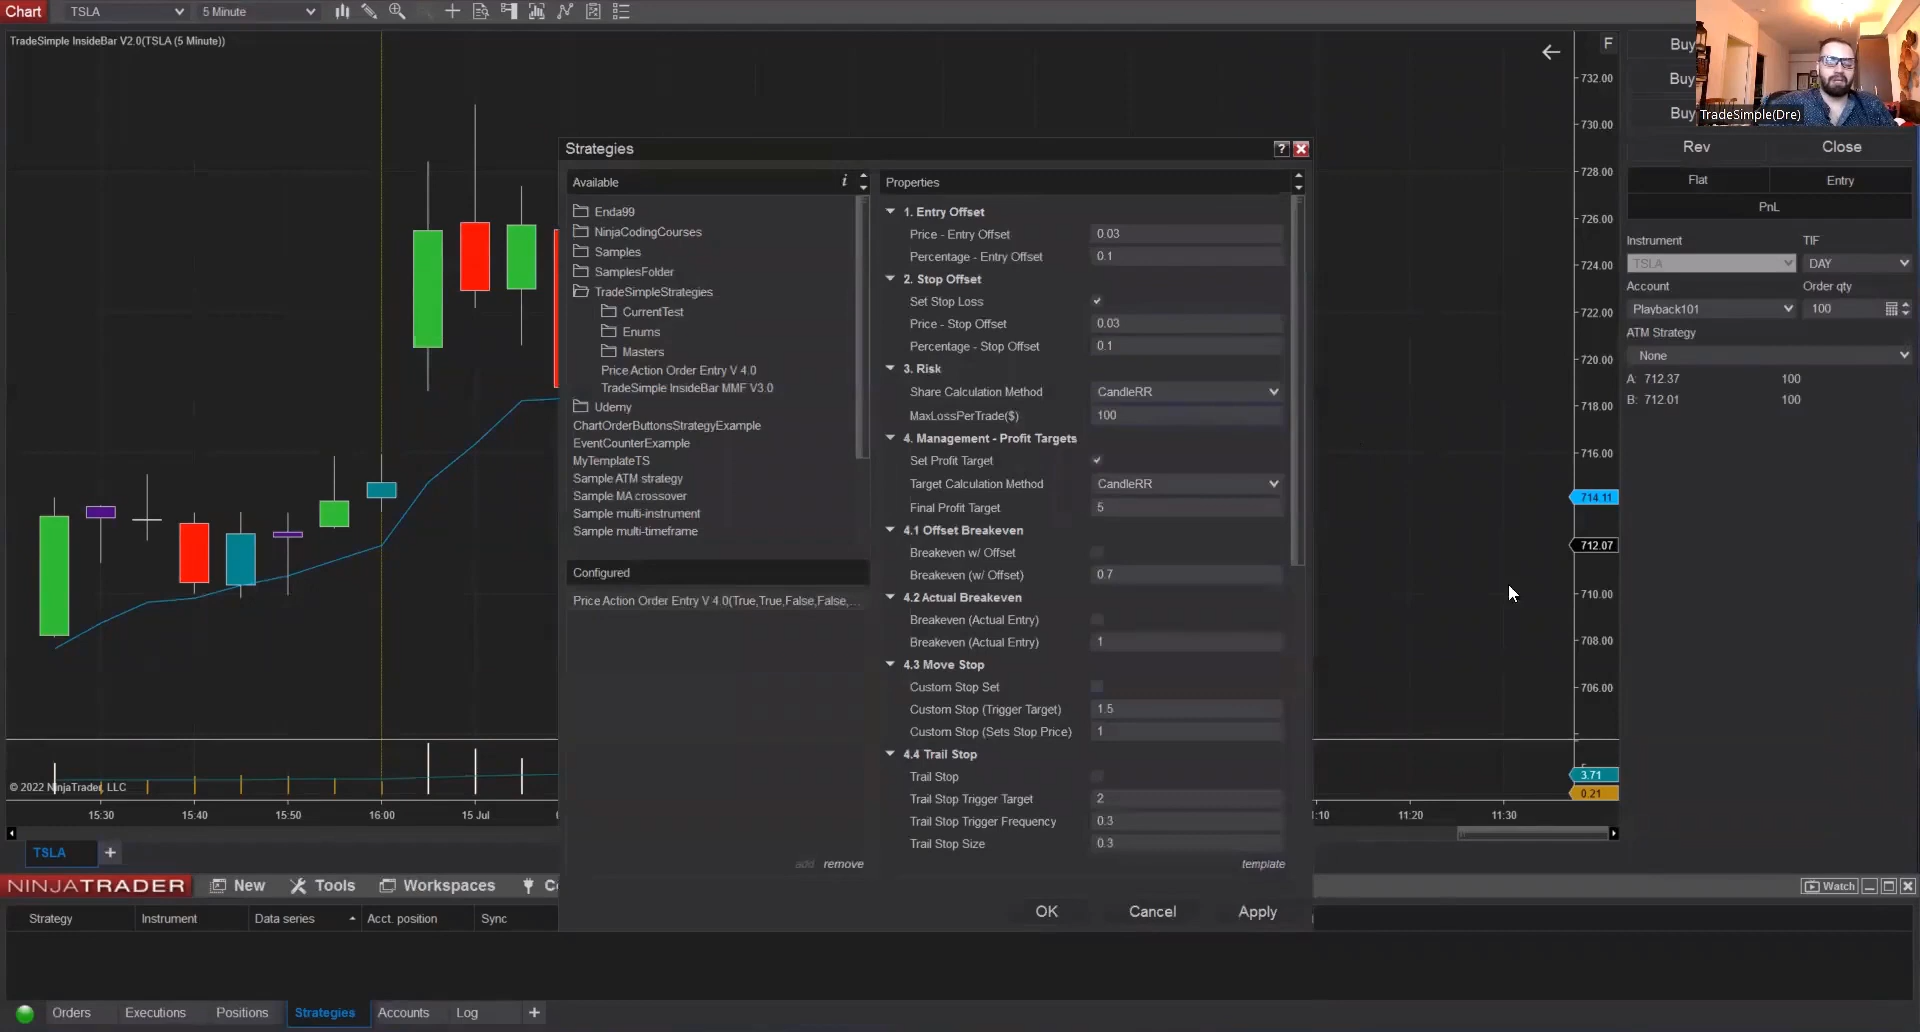 Chart TSLA 5 Minute
TradeSimple InsideBar V2.0(TSLA (5 Minute))
F
732.00
730.00
728.00
726.00
724.00
722.00
720.00
718.00
716.00
714.11
712.07
710.00
708.00
706.00
3.71
0.21
© 2022 NinjaTrader, LLC
15:30 15:40 15:50 16:00 15 Jul :10 11:20 11:30
TSLA +
Strategies ?
Available i
Enda99
NinjaCodingCourses
Samples
SamplesFolder
TradeSimpleStrategies
CurrentTest
Enums
Masters
Price Action Order Entry V 4.0
TradeSimple InsideBar MMF V3.0
Udemy
ChartOrderButtonsStrategyExample
EventCounterExample
MyTemplateTS
Sample ATM strategy
Sample MA crossover
Sample multi-instrument
Sample multi-timeframe
Configured
Price Action Order Entry V 4.0(True,True,False,False,...
add remove
Properties
1. Entry Offset
Price - Entry Offset 0.03
Percentage - Entry Offset 0.1
2. Stop Offset
Set Stop Loss
Price - Stop Offset 0.03
Percentage - Stop Offset 0.1
3. Risk
Share Calculation Method CandleRR
MaxLossPerTrade($) 100
4. Management - Profit Targets
Set Profit Target
Target Calculation Method CandleRR
Final Profit Target 5
4.1 Offset Breakeven
Breakeven w/ Offset
Breakeven (w/ Offset) 0.7
4.2 Actual Breakeven
Breakeven (Actual Entry)
Breakeven (Actual Entry) 1
4.3 Move Stop
Custom Stop Set
Custom Stop (Trigger Target) 1.5
Custom Stop (Sets Stop Price) 1
4.4 Trail Stop
Trail Stop
Trail Stop Trigger Target 2
Trail Stop Trigger Frequency 0.3
Trail Stop Size 0.3
template
OK Cancel Apply
Buy
Buy
Buy
TradeSimple(Dre)
Rev Close
Flat Entry
PnL
Instrument TIF
TSLA DAY
Account Order qty
Playback101 100
ATM Strategy
None
A: 712.37 100
B: 712.01 100
NINJATRADER New Tools Workspaces Watch
Strategy Instrument Data series Acct. position Sync
Orders Executions Positions Strategies Accounts Log +